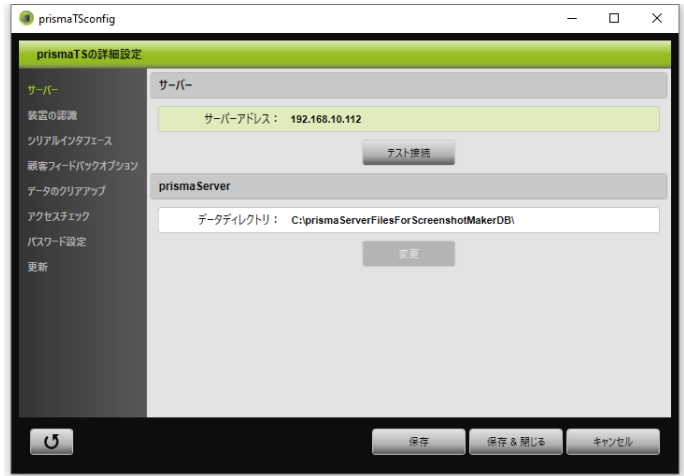 prismaTSconfig
prismaTSの詳細設定
サーバー
装置の認識
シリアルインタフェース
顧客フィードバックオプション
データのクリアアップ
アクセスチェック
パスワード設定
更新
サーバー
サーバーアドレス： 192.168.10.112
テスト接続
prismaServer
データディレクトリ： C:\prismaServerFilesForScreenshotMakerDB\
変更
保存
保存 & 閉じる
キャンセル